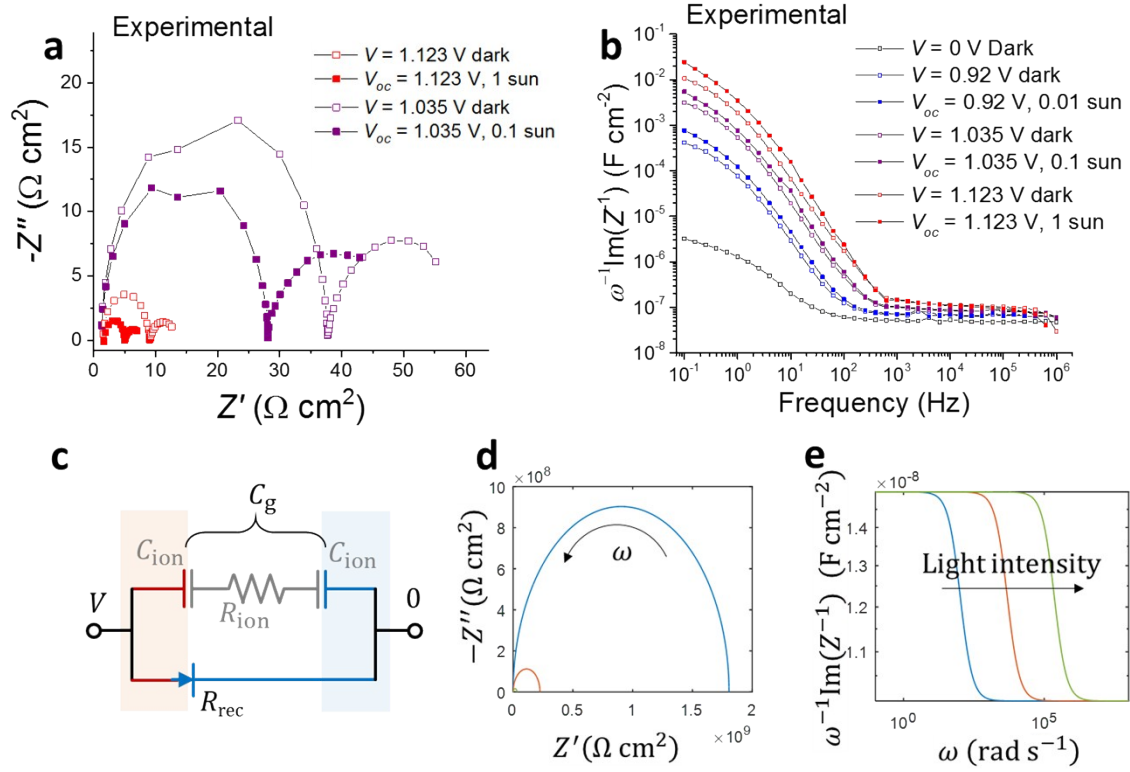 a
Experimental
V = 1.123 V dark
Voc = 1.123 V, 1 sun
V = 1.035 V dark
Voc = 1.035 V, 0.1 sun
-Z″ (Ω cm²)
20
15
10
5
0
0
10
20
30
40
50
60
Z′ (Ω cm²)
b
Experimental
V = 0 V Dark
V = 0.92 V dark
Voc = 0.92 V, 0.01 sun
V = 1.035 V dark
Voc = 1.035 V, 0.1 sun
V = 1.123 V dark
Voc = 1.123 V, 1 sun
ω⁻¹Im(Z⁻¹) (F cm⁻²)
10⁻¹
10⁻²
10⁻³
10⁻⁴
10⁻⁵
10⁻⁶
10⁻⁷
10⁻⁸
10⁻¹
10⁰
10¹
10²
10³
10⁴
10⁵
10⁶
Frequency (Hz)
c
Cg
Cion
Cion
Rion
V
0
Rrec
d
×10⁸
−Z″(Ω cm²)
10
8
6
4
2
0
ω
0
0.5
1
1.5
2
×10⁹
Z′(Ω cm²)
e
×10⁻⁸
ω⁻¹Im(Z⁻¹) (F cm⁻²)
1.4
1.3
1.2
1.1
Light intensity
10⁰
10⁵
ω (rad s⁻¹)